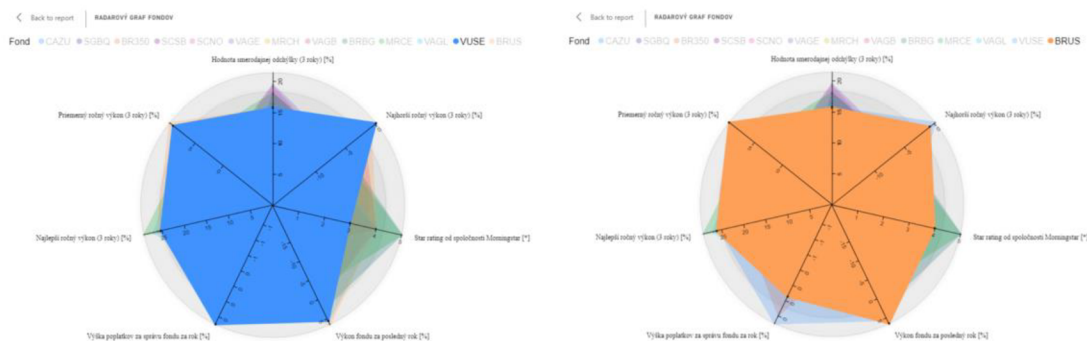 Back to report
RADAROVÝ GRAF FONDOV
Fond CAZU SGBQ BR350 SCSB SCNO VAGE MRCH VAGB BRBG MRCE VAGL VUSE BRUS
Hodnota smerodajnej odchýlky (3 roky) [%]
Priemerný ročný výkon (3 roky) [%]
Najhorší ročný výkon (3 roky) [%]
Najlepší ročný výkon (3 roky) [%]
Star rating od spoločnosti Morningstar [*]
Výška poplatkov za správu fondu za rok [%]
Výkon fondu za posledný rok [%]
Back to report
RADAROVÝ GRAF FONDOV
Fond CAZU SGBQ BR350 SCSB SCNO VAGE MRCH VAGB BRBG MRCE VAGL VUSE BRUS
Hodnota smerodajnej odchýlky (3 roky) [%]
Priemerný ročný výkon (3 roky) [%]
Najhorší ročný výkon (3 roky) [%]
Najlepší ročný výkon (3 roky) [%]
Star rating od spoločnosti Morningstar [*
Výška poplatkov za správu fondu za rok [%]
Výkon fondu za posledný rok [%]